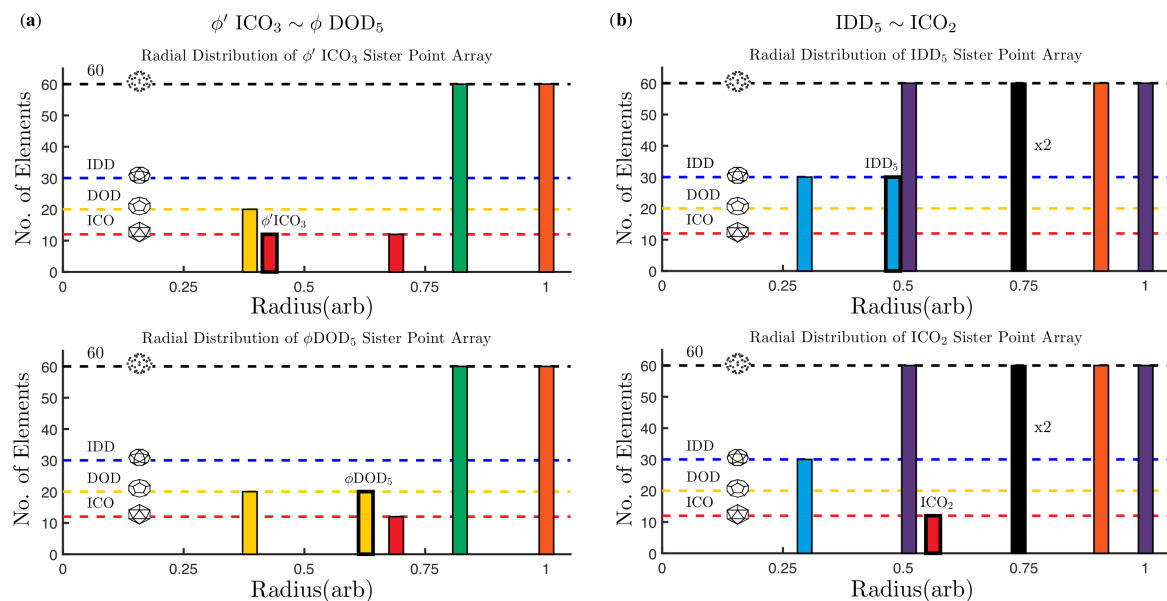 (a)
ϕ′ ICO₃ ∼ ϕ DOD₅
Radial Distribution of ϕ′ ICO₃ Sister Point Array
No. of Elements
60
50
40
30
20
10
0
60
IDD
DOD
ICO
ϕ′ICO₃
0
0.25
0.5
0.75
1
Radius(arb)
Radial Distribution of ϕDOD₅ Sister Point Array
No. of Elements
60
50
40
30
20
10
0
60
IDD
DOD
ICO
ϕDOD₅
0
0.25
0.5
0.75
1
Radius(arb)
(b)
IDD₅ ∼ ICO₂
Radial Distribution of IDD₅ Sister Point Array
No. of Elements
60
50
40
30
20
10
0
60
IDD
DOD
ICO
IDD₅
x2
0
0.25
0.5
0.75
1
Radius(arb)
Radial Distribution of ICO₂ Sister Point Array
No. of Elements
60
50
40
30
20
10
0
60
IDD
DOD
ICO
ICO₂
x2
0
0.25
0.5
0.75
1
Radius(arb)